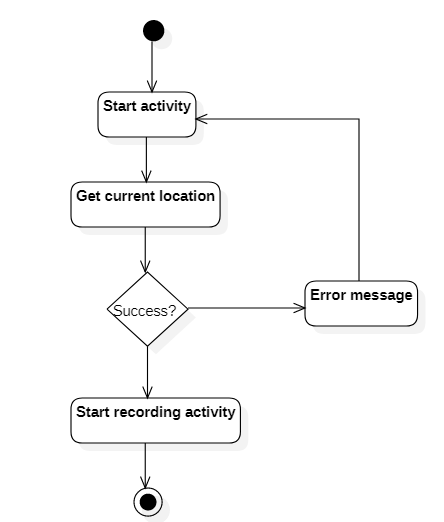 Start activity
Get current location
Success?
Error message
Start recording activity